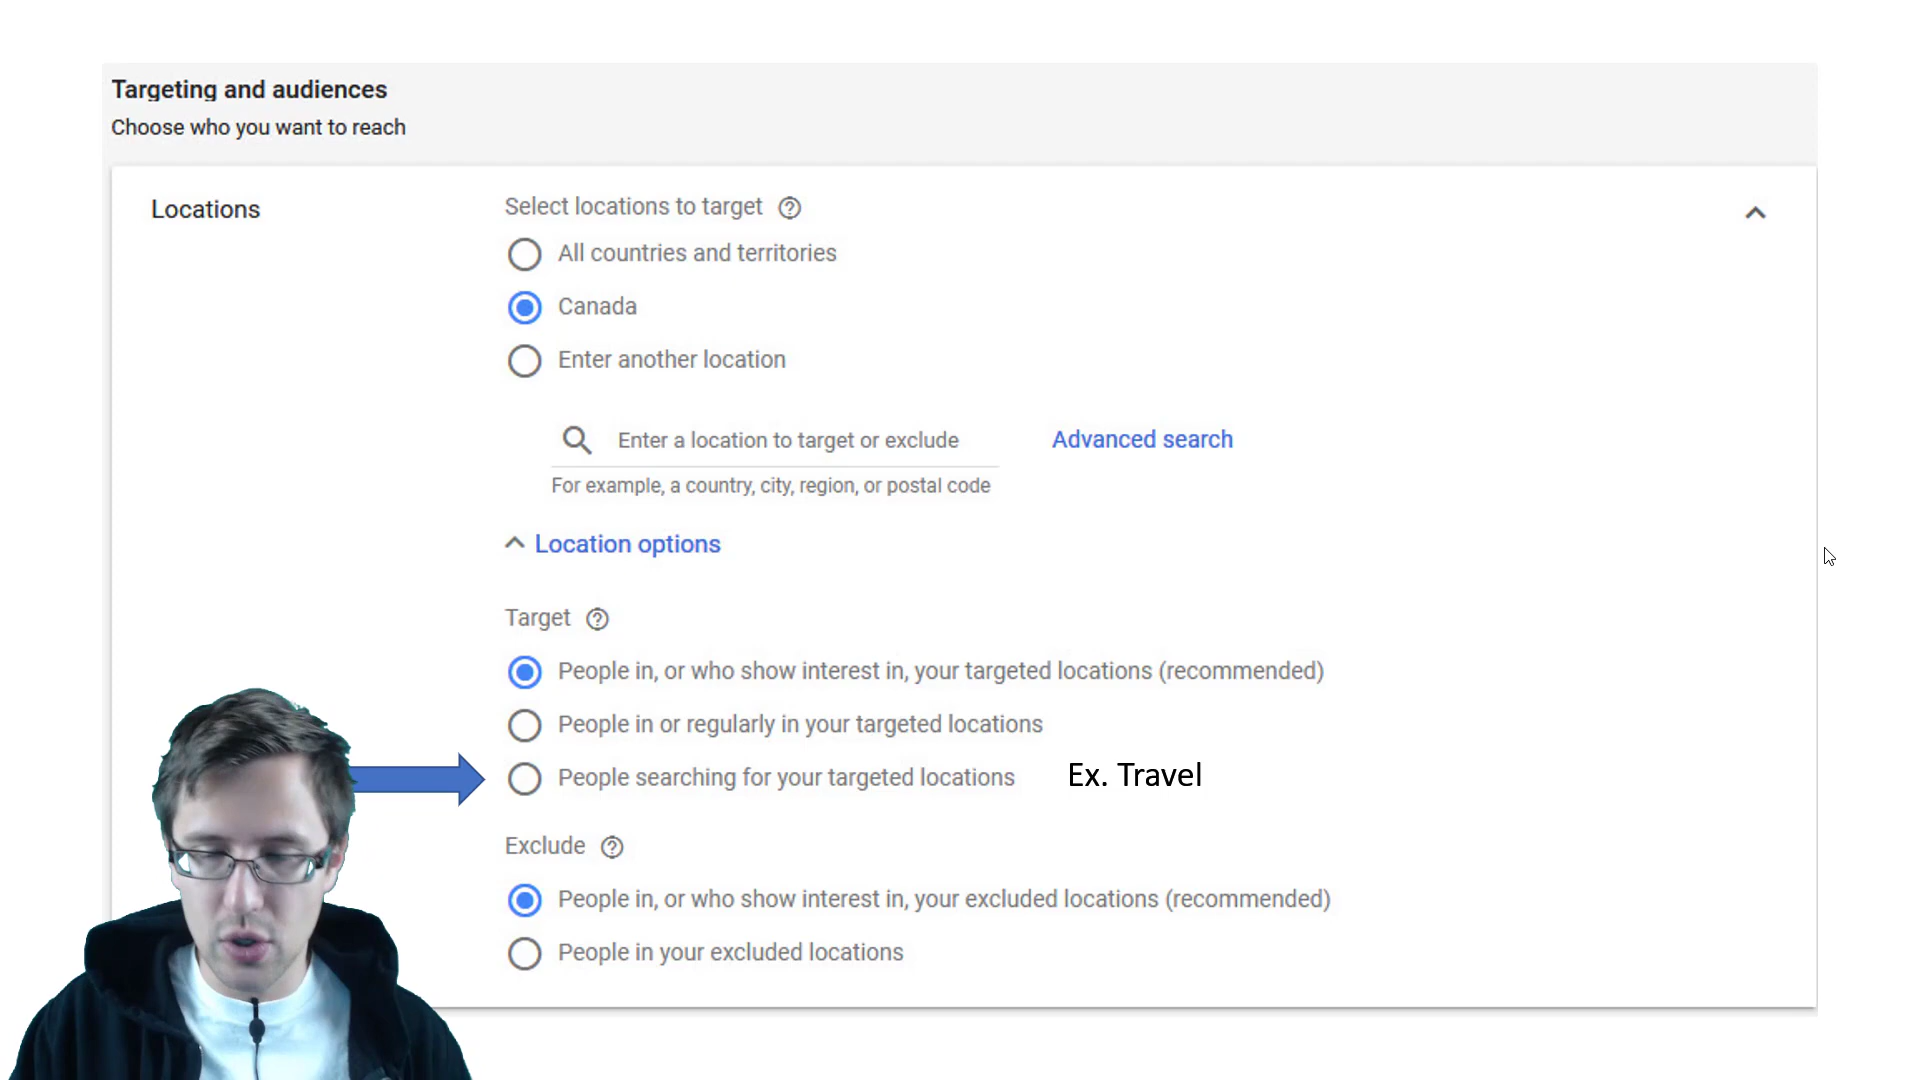 Targeting and audiences
Choose who you want to reach
Locations
Select locations to target
All countries and territories
Canada
Enter another location
Enter a location to target or exclude
Advanced search
For example, a country, city, region, or postal code
Location options
Target
People in, or who show interest in, your targeted locations (recommended)
People in or regularly in your targeted locations
People searching for your targeted locations
Ex. Travel
Exclude
People in, or who show interest in, your excluded locations (recommended)
People in your excluded locations